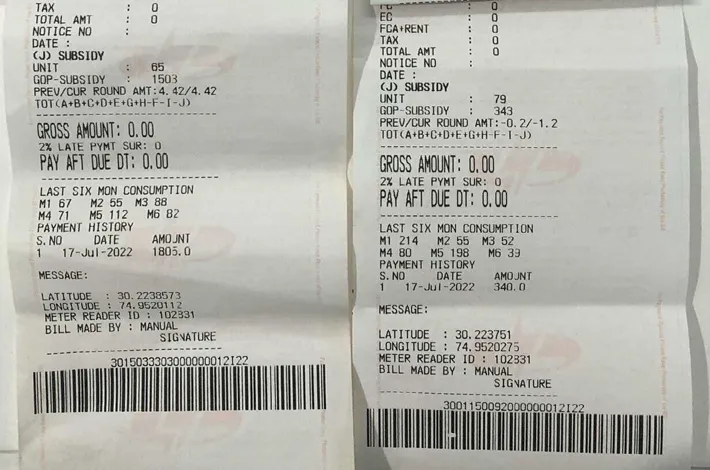 TAX : 0
TOTAL AMT : 0
NOTICE NO :
DATE :
(J) SUBSIDY
UNIT : 65
GOP-SUBSIDY : 1503
PREV/CUR ROUND AMT:4.42/4.42
TOT(A+B+C+D+E+G+H-F-I-J)
GROSS AMOUNT: 0.00
2% LATE PYMT SUR: 0
PAY AFT DUE DT: 0.00
LAST SIX MON CONSUMPTION
M1 67 M2 55 M3 88
M4 71 M5 112 M6 82
PAYMENT HISTORY
S.NO DATE AMOUNT
1 17-Jul-2022 1805.0
MESSAGE:
LATITUDE : 30.2238573
LONGITUDE : 74.9520112
METER READER ID : 102331
BILL MADE BY : MANUAL
SIGNATURE
3015033303000000012I22
FC : 0
EC : 0
FCA+RENT : 0
TAX : 0
TOTAL AMT : 0
NOTICE NO :
DATE :
(J) SUBSIDY
UNIT : 79
GOP-SUBSIDY : 343
PREV/CUR ROUND AMT:-0.2/-1.2
TOT(A+B+C+D+E+G+H-F-I-J)
GROSS AMOUNT: 0.00
2% LATE PYMT SUR: 0
PAY AFT DUE DT: 0.00
LAST SIX MON CONSUMPTION
M1 214 M2 55 M3 52
M4 80 M5 198 M6 39
PAYMENT HISTORY
S.NO DATE AMOUNT
1 17-Jul-2022 340.0
MESSAGE:
LATITUDE : 30.223751
LONGITUDE : 74.9520275
METER READER ID : 102331
BILL MADE BY : MANUAL
SIGNATURE
3001150092000000012I22